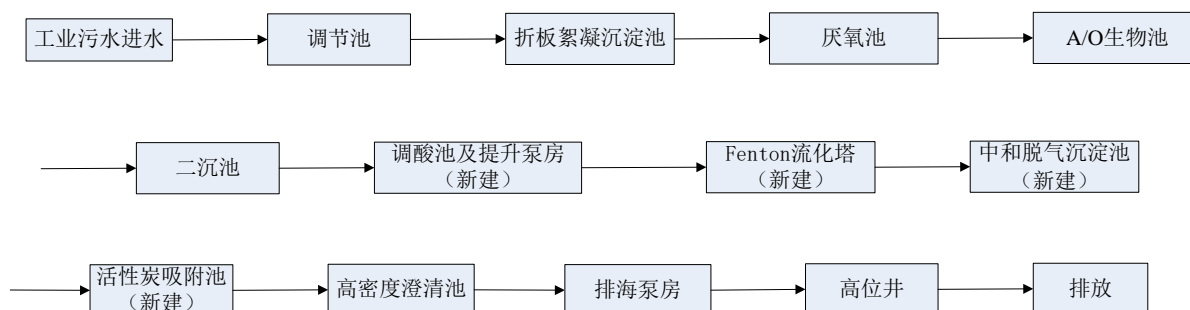 工业污水进水
调节池
折板絮凝沉淀池
厌氧池
A/O生物池
二沉池
调酸池及提升泵房
（新建）
Fenton流化塔
（新建）
中和脱气沉淀池
（新建）
活性炭吸附池
（新建）
高密度澄清池
排海泵房
高位井
排放